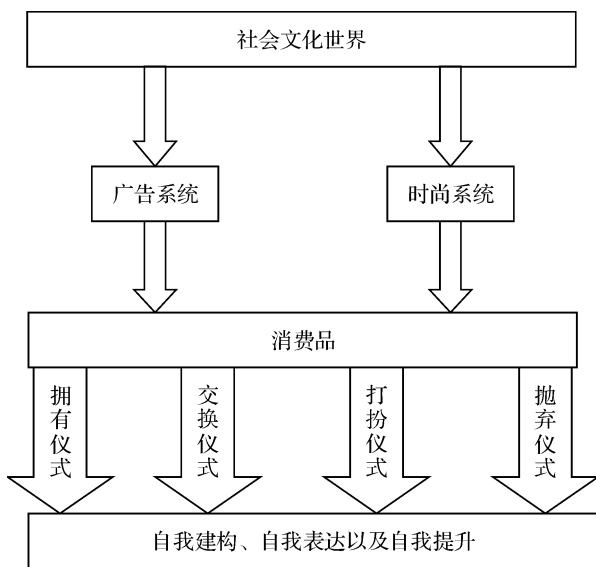 社会文化世界
广告系统
时尚系统
消费品
拥有仪式
交换仪式
打扮仪式
抛弃仪式
自我建构、自我表达以及自我提升